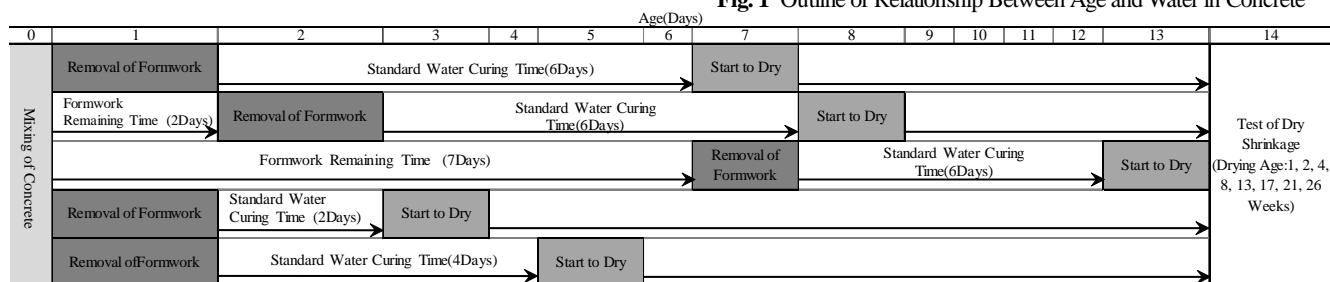 Fig. 1 Outline of Relationship Between Age and Water in Concrete
Age(Days)
0 1 2 3 4 5 6 7 8 9 10 11 12 13 14
Mixing of Concrete
Removal of Formwork
Standard Water Curing Time(6Days)
Start to Dry
Formwork
Remaining Time (2Days)
Removal of Formwork
Standard Water Curing
Time(6Days)
Start to Dry
Formwork Remaining Time (7Days)
Removal of
Formwork
Standard Water Curing
Time(6Days)
Start to Dry
Removal of Formwork
Standard Water
Curing Time (2Days)
Start to Dry
Removal ofFormwork
Standard Water Curing Time(4Days)
Start to Dry
Test of Dry
Shrinkage
(Drying Age:1, 2, 4,
8, 13, 17, 21, 26
Weeks)